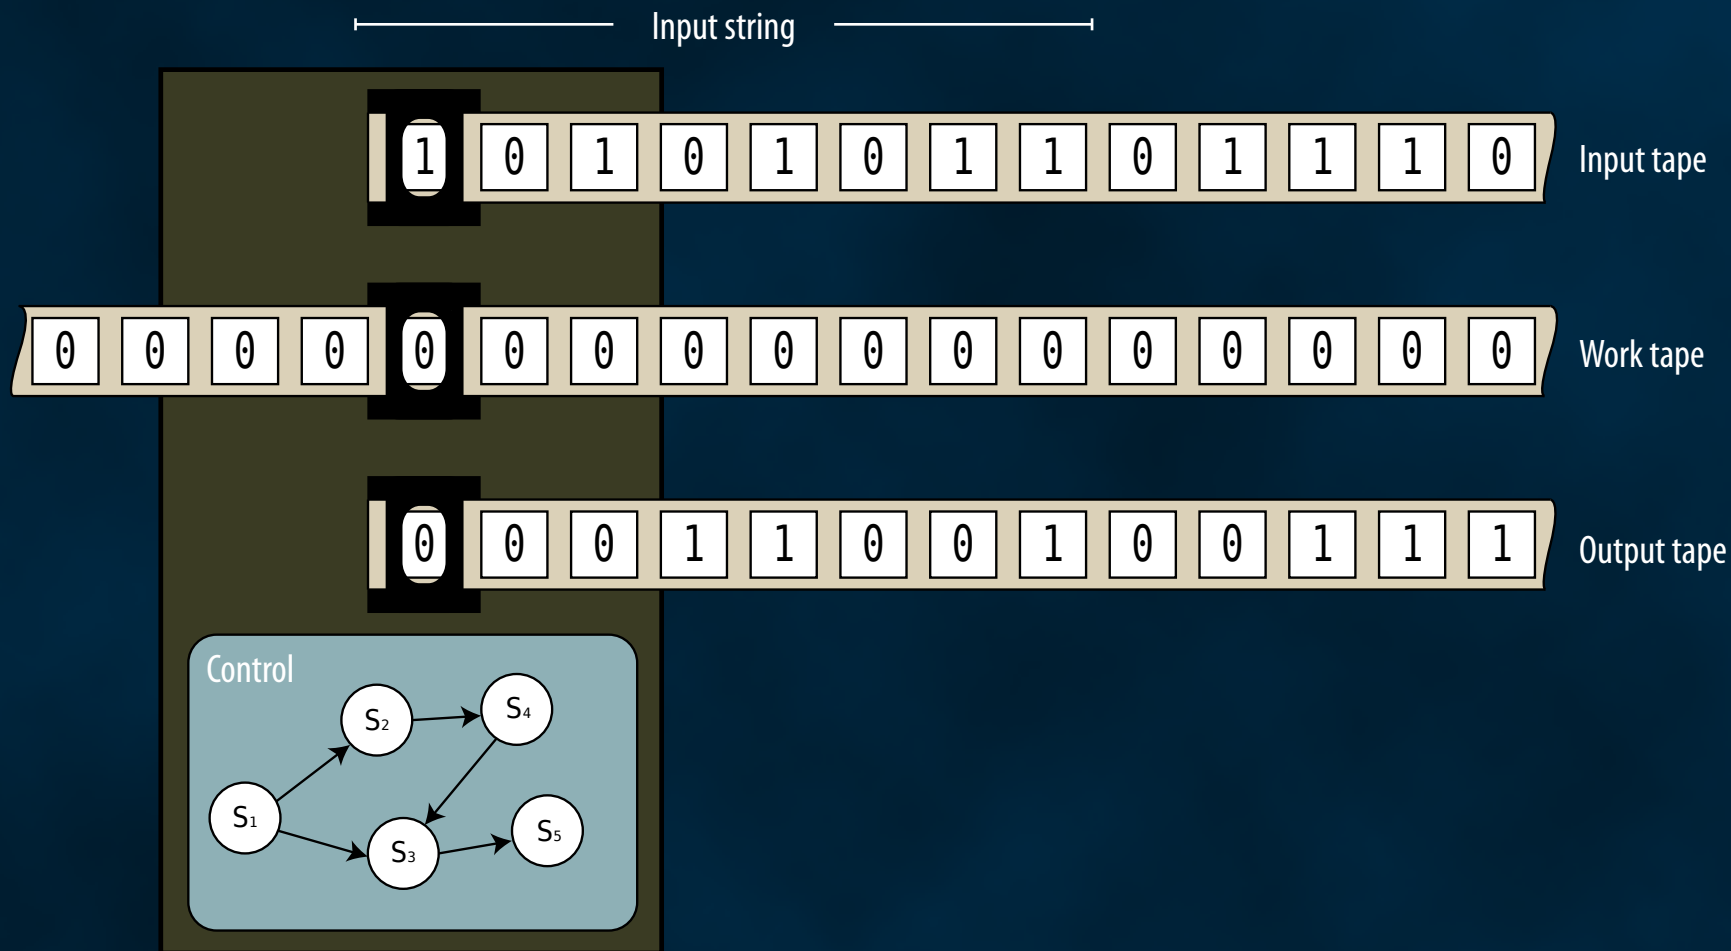 Input string
1 0 1 0 1 0 1 1 0 1 1 1 0 Input tape
0 0 0 0 0 0 0 0 0 0 0 0 0 0 0 0 0 Work tape
0 0 0 1 1 0 0 1 0 0 1 1 1 Output tape
Control
S2 S4
S1 S3 S5